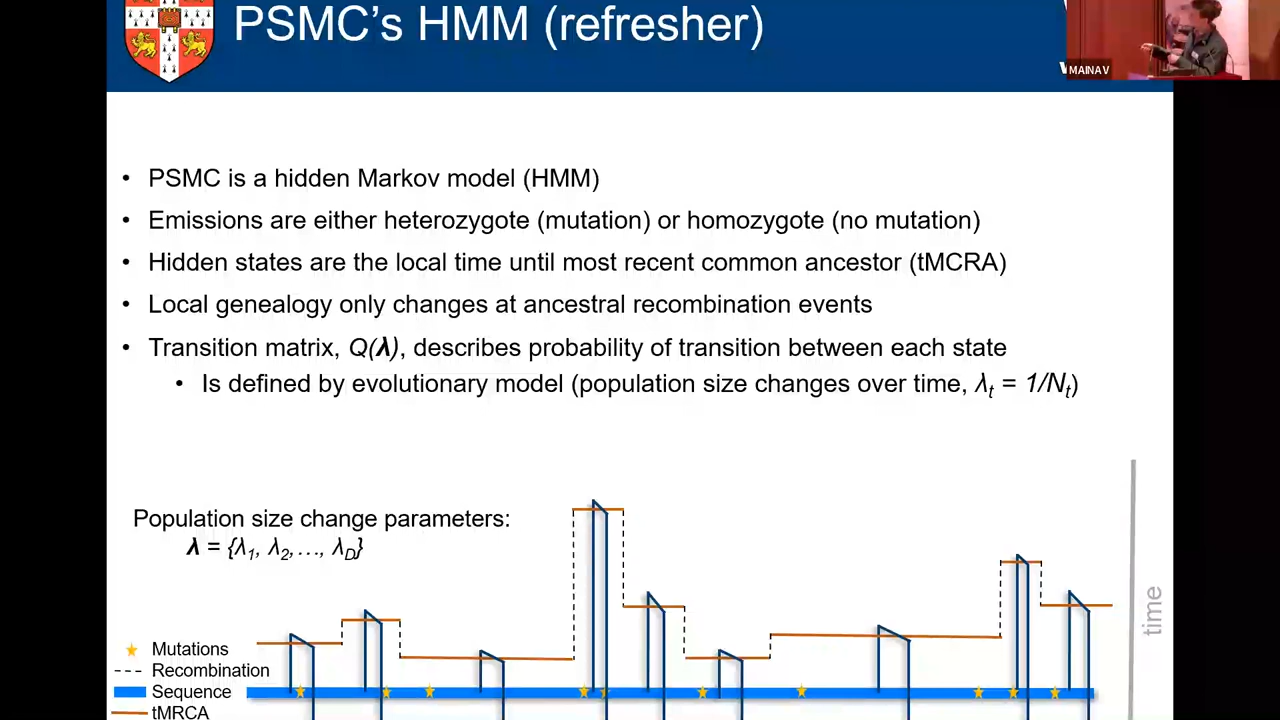 PSMC's HMM (refresher)
MAINAV
• PSMC is a hidden Markov model (HMM)
• Emissions are either heterozygote (mutation) or homozygote (no mutation)
• Hidden states are the local time until most recent common ancestor (tMCRA)
• Local genealogy only changes at ancestral recombination events
• Transition matrix, Q(λ), describes probability of transition between each state
• Is defined by evolutionary model (population size changes over time, λt = 1/Nt)
Population size change parameters:
λ = {λ1, λ2,…, λD}
time
Mutations
Recombination
Sequence
tMRCA